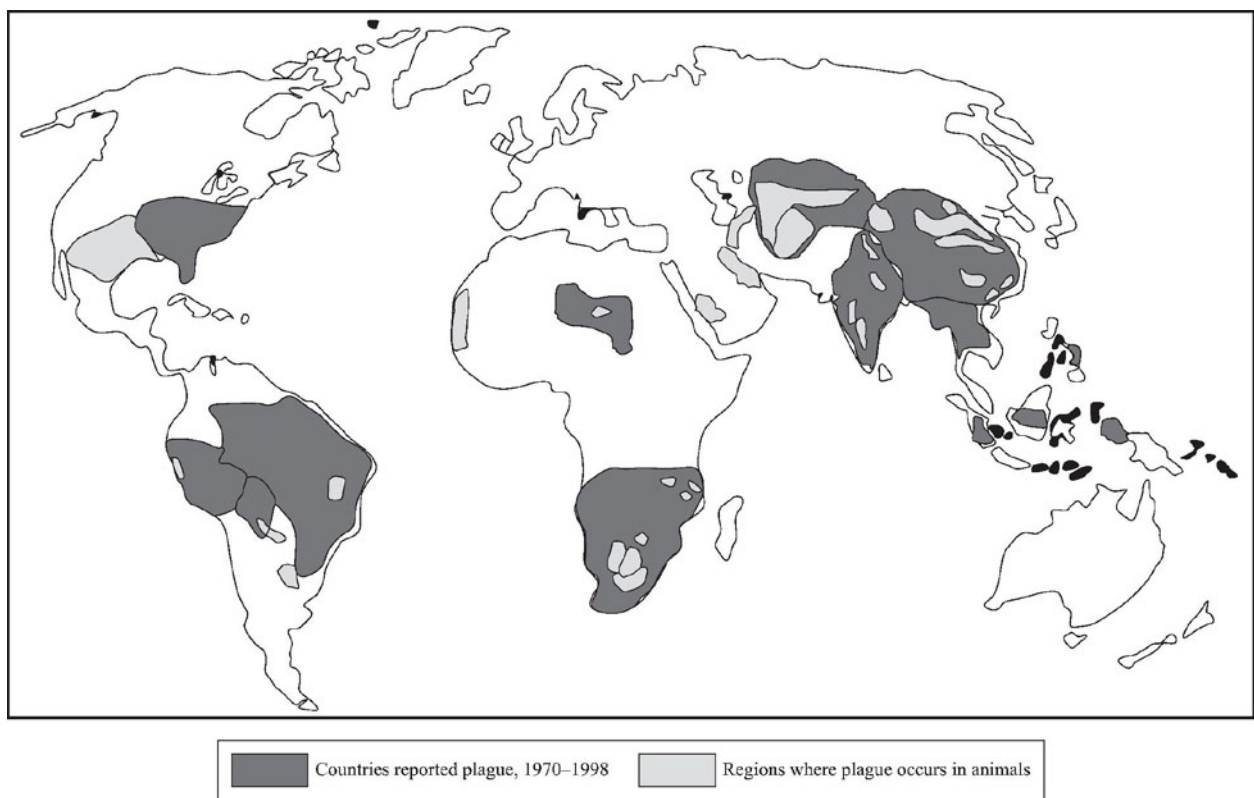 Countries reported plague, 1970–1998
Regions where plague occurs in animals